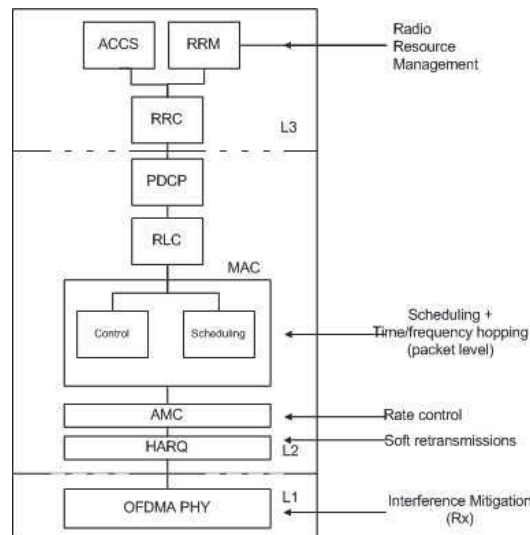 ACCS
RRM
Radio
Resource
Management
RRC
L3
PDCP
RLC
MAC
Control
Scheduling
Scheduling +
Time/frequency hopping
(packet level)
AMC
Rate control
HARQ
L2
Soft retransmissions
L1
OFDMA PHY
Interference Mitigation
(Rx)